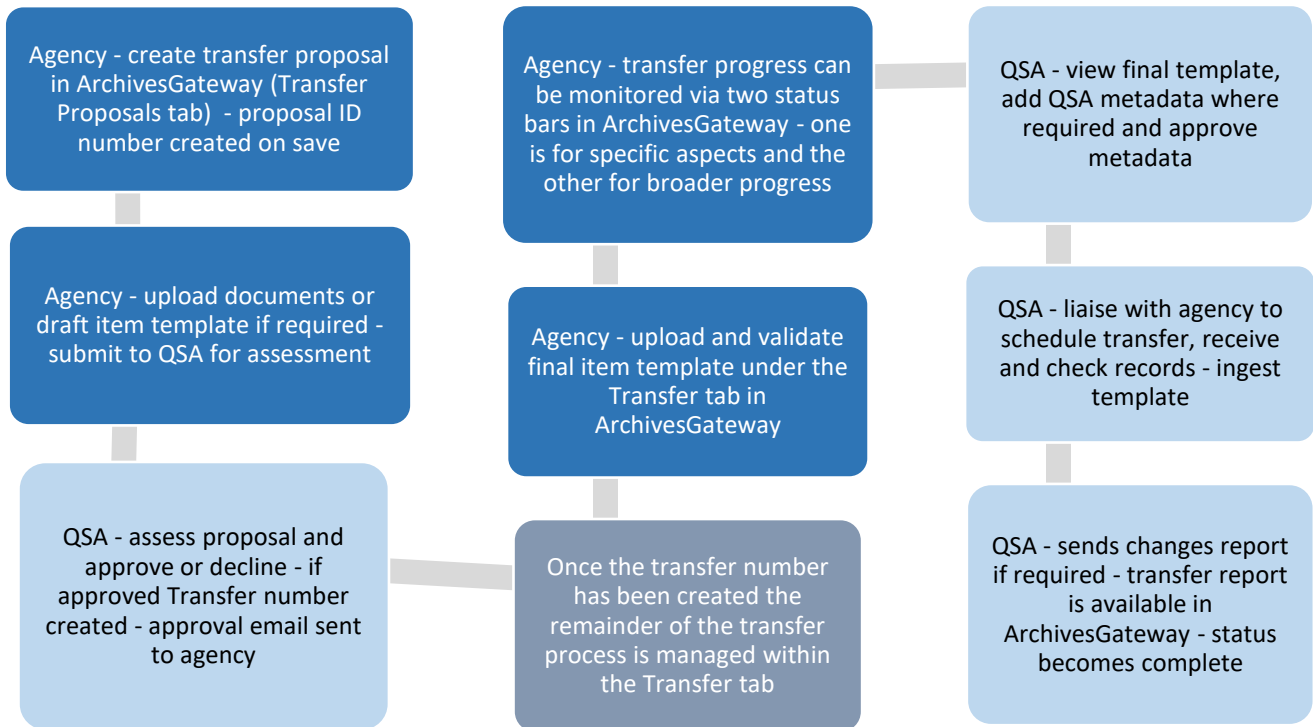 Agency - create transfer proposal
in ArchivesGateway (Transfer
Proposals tab)  - proposal ID
number created on save
Agency - upload documents or
draft item template if required -
submit to QSA for assessment
QSA - assess proposal and
approve or decline - if
approved Transfer number
created - approval email sent
to agency
Once the transfer number
has been created the
remainder of the transfer
process is managed within
the Transfer tab
Agency - upload and validate
final item template under the
Transfer tab in
ArchivesGateway
Agency - transfer progress can
be monitored via two status
bars in ArchivesGateway - one
is for specific aspects and the
other for broader progress
QSA - view final template,
add QSA metadata where
required and approve
metadata
QSA - liaise with agency to
schedule transfer, receive
and check records - ingest
template
QSA - sends changes report
if required - transfer report
is available in
ArchivesGateway - status
becomes complete